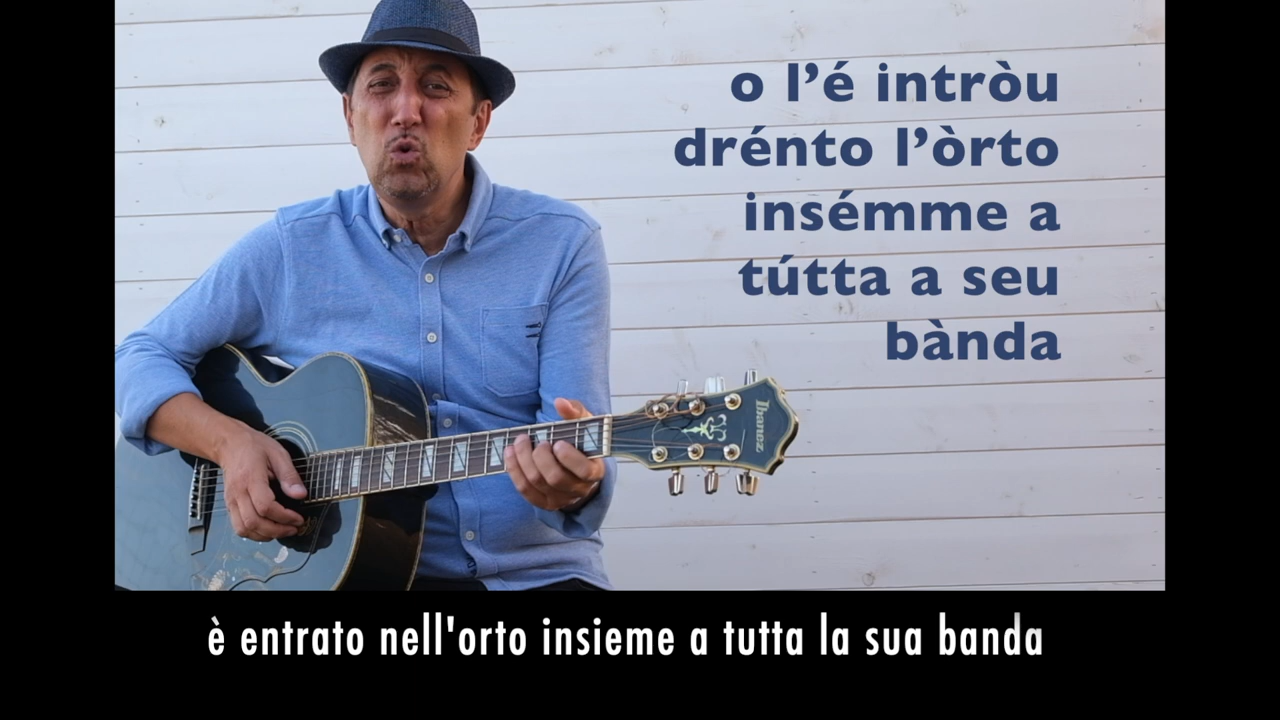 o l’é intròu
drénto l’òrto
insémme a
tútta a seu
bànda
Ibanez
è entrato nell'orto insieme a tutta la sua banda